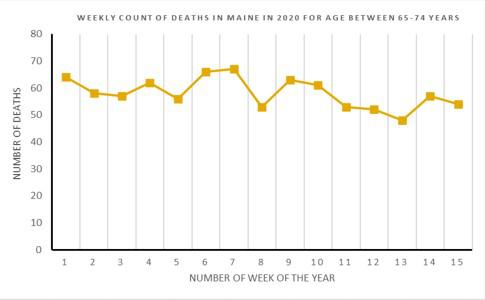 WEEKLY COUNT OF DEATHS IN MAINE IN 2020 FOR AGE BETWEEN 65-74 YEARS
80
70
60
50
40
30
20
10
0
NUMBER OF DEATHS
1 2 3 4 5 6 7 8 9 10 11 12 13 14 15
NUMBER OF WEEK OF THE YEAR